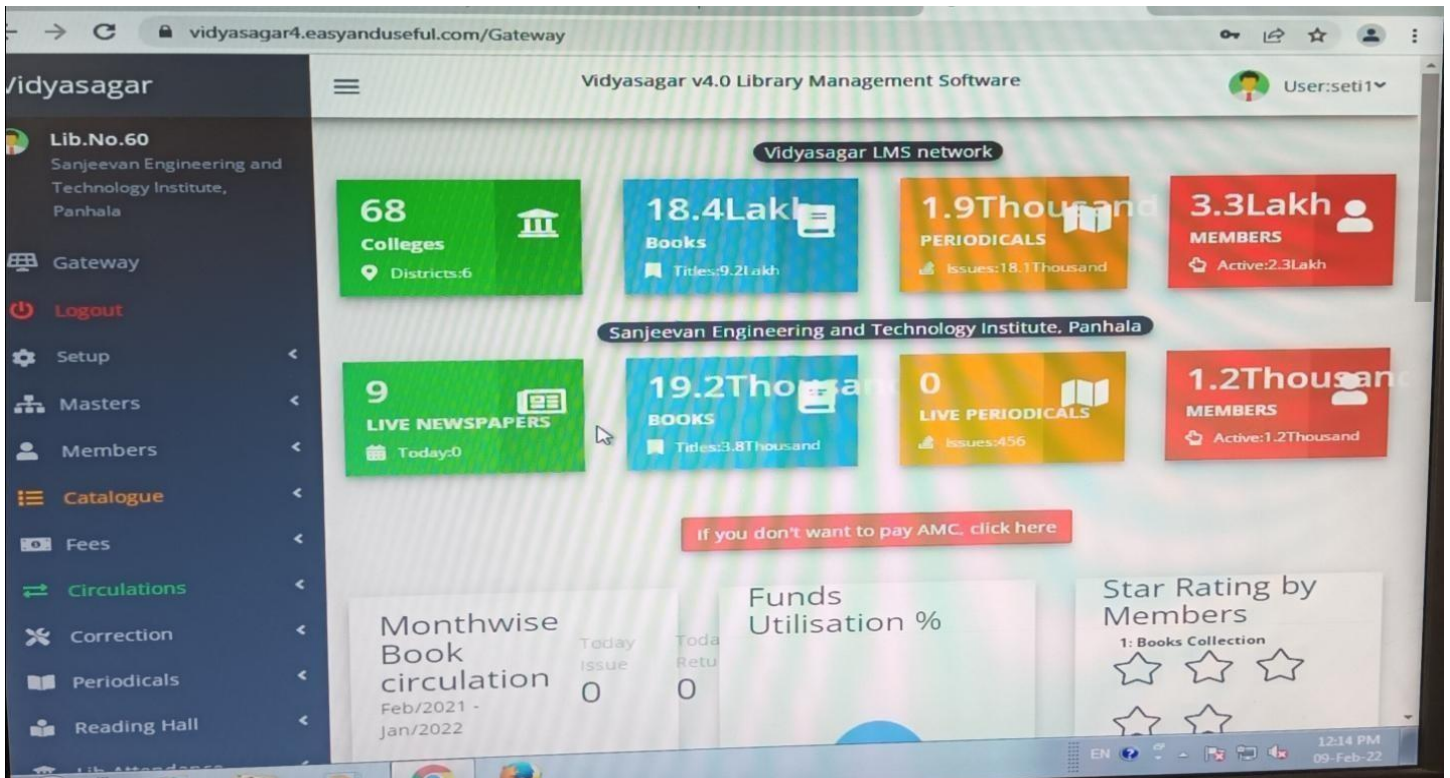 vidyasagar4.easyanduseful.com/Gateway
Vidyasagar
Vidyasagar v4.0 Library Management Software
User:seti1
Lib.No.60
Sanjeevan Engineering and
Technology Institute,
Panhala
Gateway
Logout
Setup
Masters
Members
Catalogue
Fees
Circulations
Correction
Periodicals
Reading Hall
Vidyasagar LMS network
68
Colleges
Districts:6
18.4Lakh
Books
Titles:9.2Lakh
1.9Thousand
PERIODICALS
Issues:18.1Thousand
3.3Lakh
MEMBERS
Active:2.3Lakh
Sanjeevan Engineering and Technology Institute, Panhala
9
LIVE NEWSPAPERS
Today:0
19.2Thousand
BOOKS
Titles:3.8Thousand
0
LIVE PERIODICALS
Issues:456
1.2Thousan
MEMBERS
Active:1.2Thousand
If you don't want to pay AMC, click here
Monthwise
Book
circulation
Feb/2021 -
Jan/2022
Today
Issue
0
Toda
Retu
0
Funds
Utilisation %
Star Rating by
Members
1: Books Collection
EN
12:14 PM
09-Feb-22